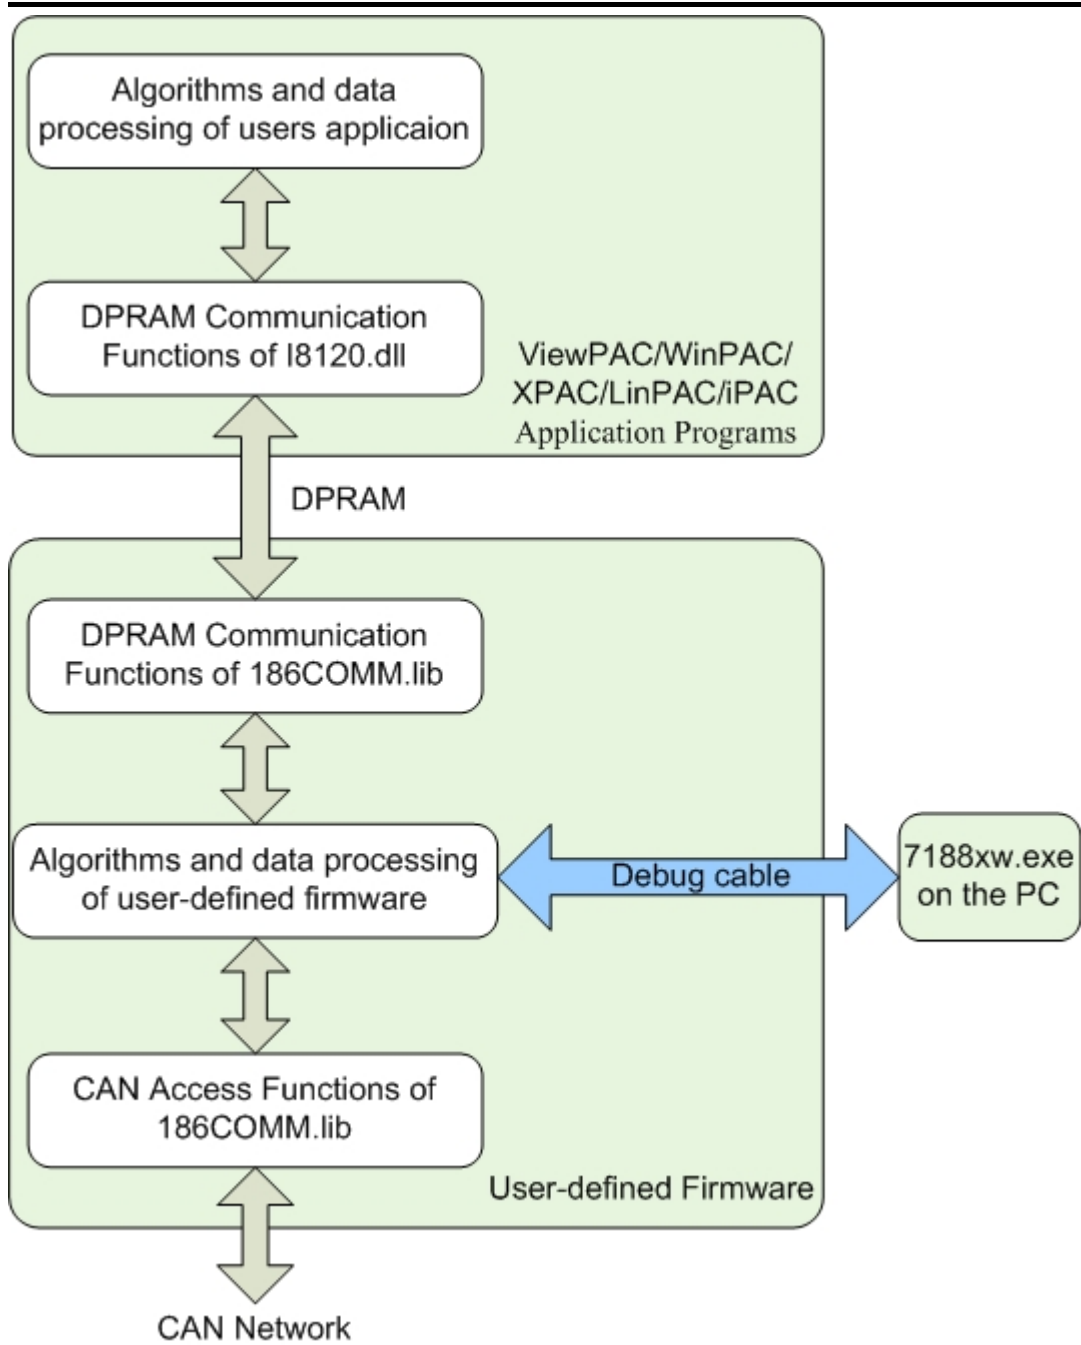 Algorithms and data
processing of users applicaion
DPRAM Communication
Functions of I8120.dll
ViewPAC/WinPAC/
XPAC/LinPAC/iPAC
Application Programs
DPRAM
DPRAM Communication
Functions of 186COMM.lib
Algorithms and data processing
of user-defined firmware
Debug cable
7188xw.exe
on the PC
CAN Access Functions of
186COMM.lib
User-defined Firmware
CAN Network